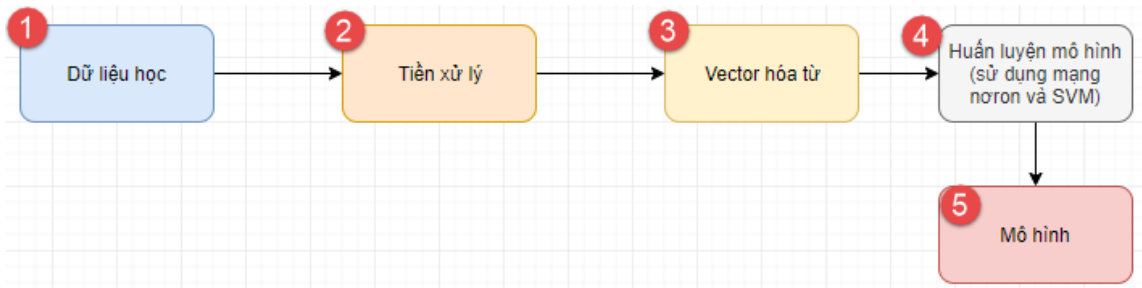 1
Dữ liệu học
2
Tiền xử lý
3
Vector hóa từ
4
Huấn luyện mô hình
(sử dụng mạng
nơron và SVM)
5
Mô hình